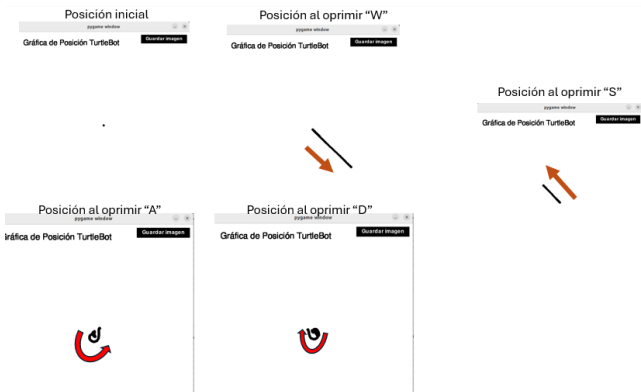 Posición inicial
pygame window
Gráfica de Posición TurtleBot
Guardar imagen
Posición al oprimir “W”
pygame window
Gráfica de Posición TurtleBot
Guardar imagen
Posición al oprimir “S”
pygame window
Gráfica de Posición TurtleBot
Guardar imagen
Posición al oprimir “A”
pygame window
ráfica de Posición TurtleBot
Guardar imagen
Posición al oprimir “D”
pygame window
Gráfica de Posición TurtleBot
Guardar imagen